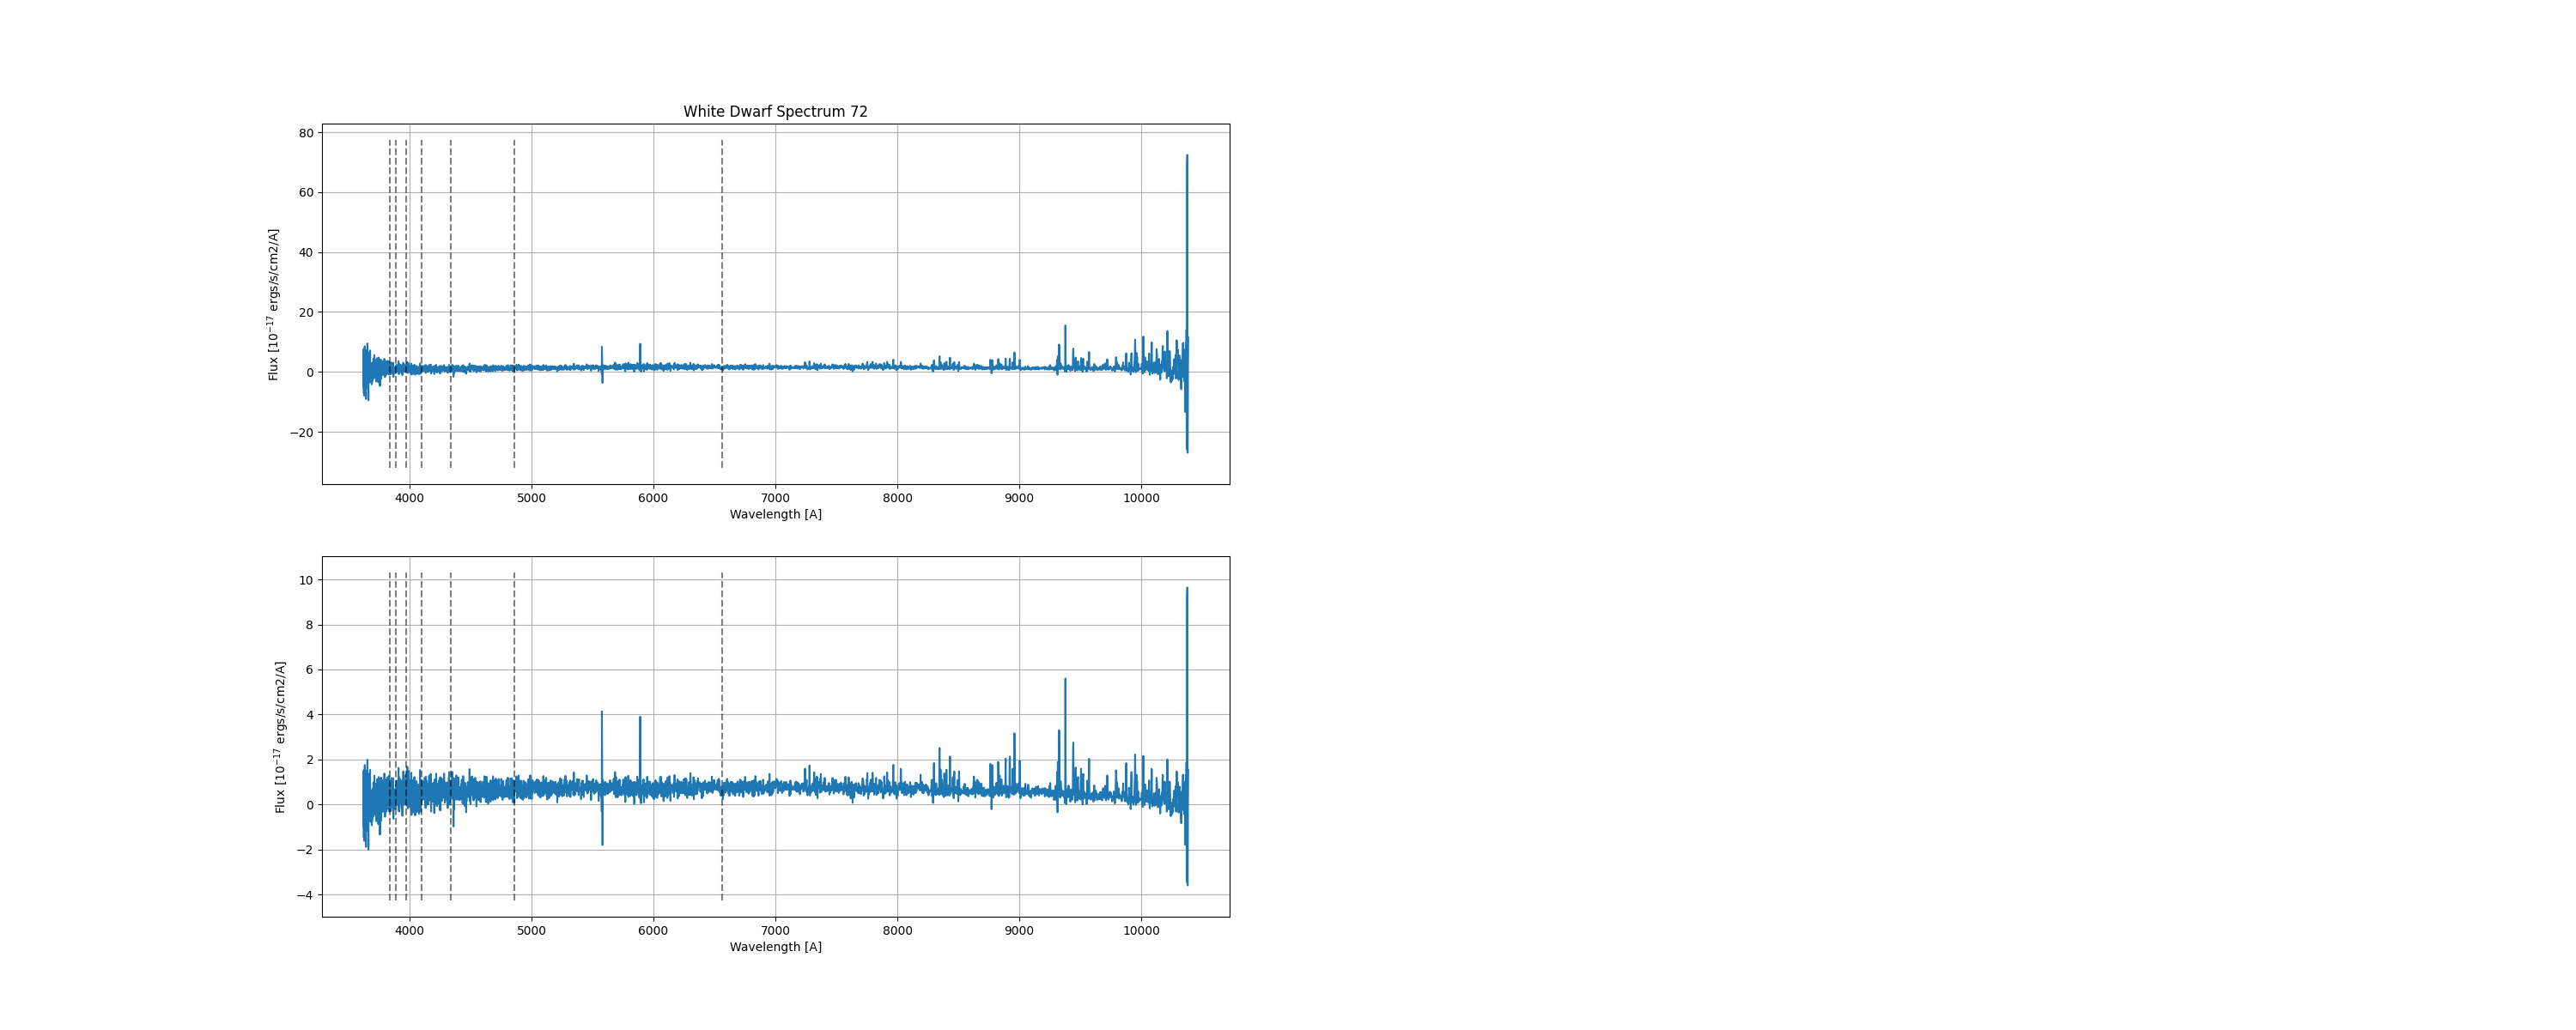 White Dwarf Spectrum 72
80
60
40
20
0
−20
Flux [10⁻¹⁷ ergs/s/cm2/A]
4000 5000 6000 7000 8000 9000 10000
Wavelength [A]
10
8
6
4
2
0
−2
−4
Flux [10⁻¹⁷ ergs/s/cm2/A]
4000 5000 6000 7000 8000 9000 10000
Wavelength [A]